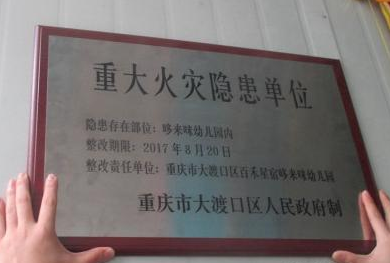 重大火灾隐患单位
隐患存在部位: 哆来咪幼儿园内
整改期限: 2017年8月20日
整改责任单位: 重庆市大渡口区百禾星宿哆来咪幼儿园
重庆市大渡口区人民政府制